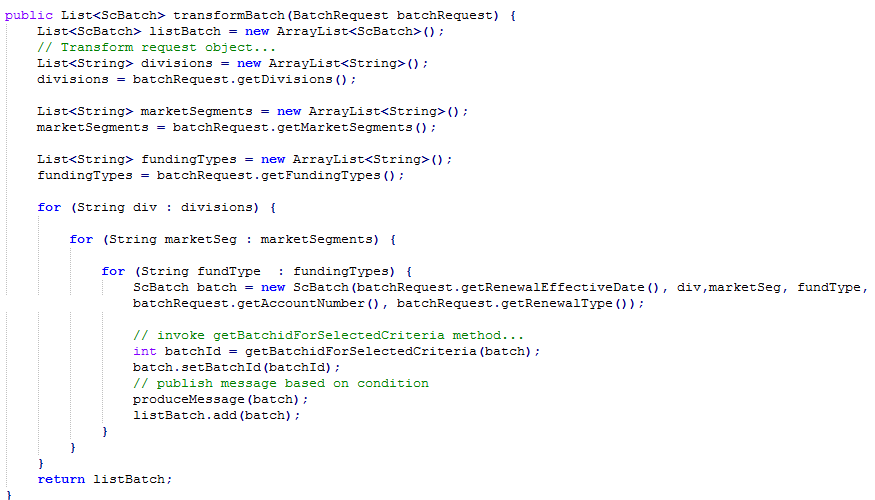 public List<ScBatch> transformBatch(BatchRequest batchRequest) {
    List<ScBatch> listBatch = new ArrayList<ScBatch>();
    // Transform request object...
    List<String> divisions = new ArrayList<String>();
    divisions = batchRequest.getDivisions();

    List<String> marketSegments = new ArrayList<String>();
    marketSegments = batchRequest.getMarketSegments();

    List<String> fundingTypes = new ArrayList<String>();
    fundingTypes = batchRequest.getFundingTypes();

    for (String div : divisions) {

        for (String marketSeg : marketSegments) {

            for (String fundType  : fundingTypes) {
                ScBatch batch = new ScBatch(batchRequest.getRenewalEffectiveDate(), div,marketSeg, fundType,
                batchRequest.getAccountNumber(), batchRequest.getRenewalType());

                // invoke getBatchidForSelectedCriteria method...
                int batchId = getBatchidForSelectedCriteria(batch);
                batch.setBatchId(batchId);
                // publish message based on condition
                produceMessage(batch);
                listBatch.add(batch);
            }
        }
    }
    return listBatch;
}